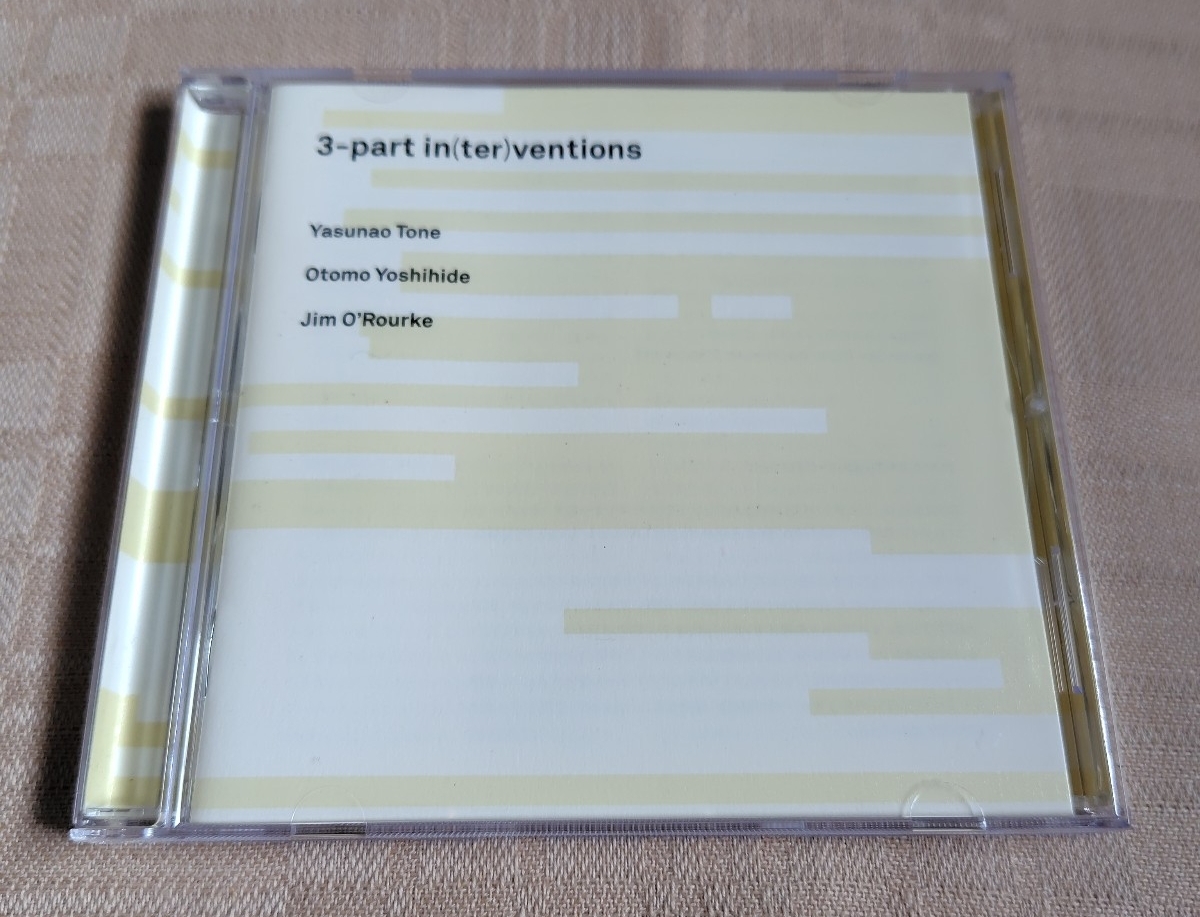 3-part in(ter)ventions
Yasunao Tone
Otomo Yoshihide
Jim O'Rourke